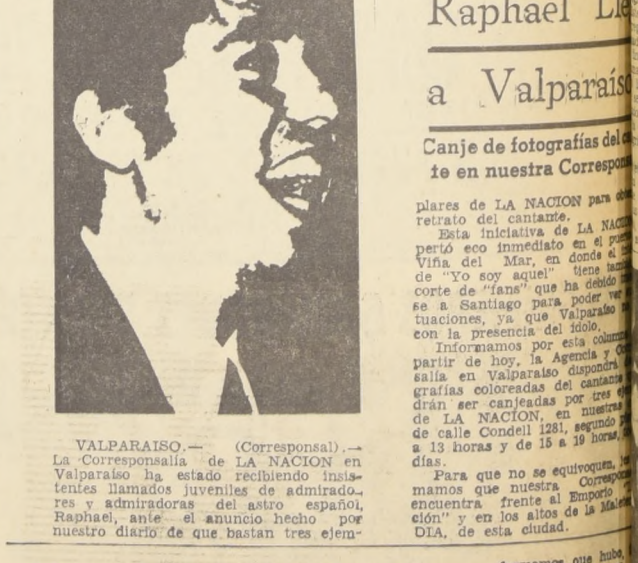 Raphael
a Valparaíso
Canje de fotografías del
te en nuestra
VALPARAISO.— (Corresponsal).—
La Corresponsalía de LA NACION en
Valparaíso ha estado recibiendo insis-
tentes llamados juveniles de admirado-
res y admiradoras del astro español,
Raphael, ante el anuncio hecho por
nuestro diario de que bastan tres ejem-
plares de LA NACION para
retrato del cantante.
Esta iniciativa de LA
pertó eco inmediato en el
Viña del Mar, en donde el
de "Yo soy aquel" tiene
corte de "fans" que ha debido
se a Santiago para poder ver
tuaciones, ya que Valparaíso
con la presencia del ídolo.
Informamos por esta
partir de hoy, la Agencia y
salía en Valparaíso dispondrá
grafías coloreadas del cantante
drán ser canjeadas por tres
de LA NACION, en nuestras
de calle Condell 1281, segundo
a 13 horas y de 15 a 19 horas,
días.
Para que no se equivoquen,
mamos que nuestra
encuentra frente al Emporio
ción" y en los altos de la
DIA, de esta ciudad.
que hubo,